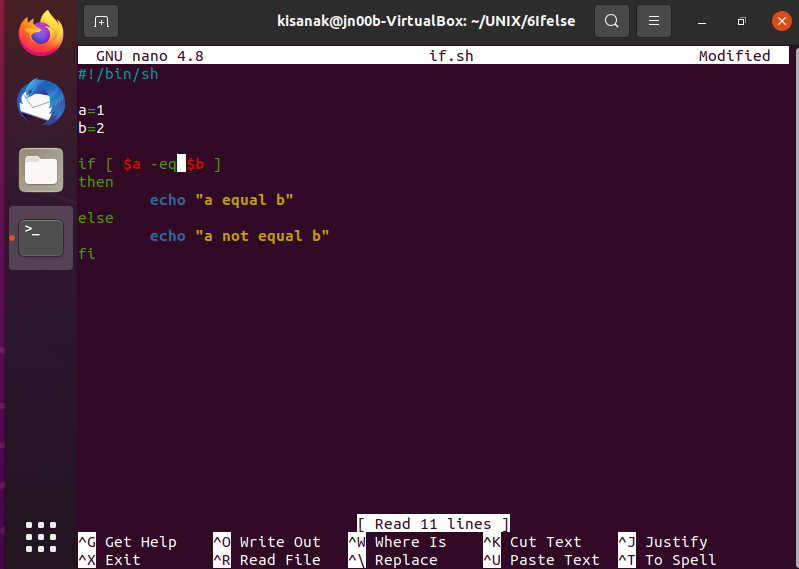 kisanak@jn00b-VirtualBox: ~/UNIX/6Ifelse
GNU nano 4.8 if.sh Modified
#!/bin/sh
a=1
b=2
if [ $a -eq $b ]
then
echo "a equal b"
else
echo "a not equal b"
fi
>_
[ Read 11 lines ]
^G Get Help ^O Write Out ^W Where Is ^K Cut Text ^J Justify
^X Exit ^R Read File ^\ Replace ^U Paste Text ^T To Spell